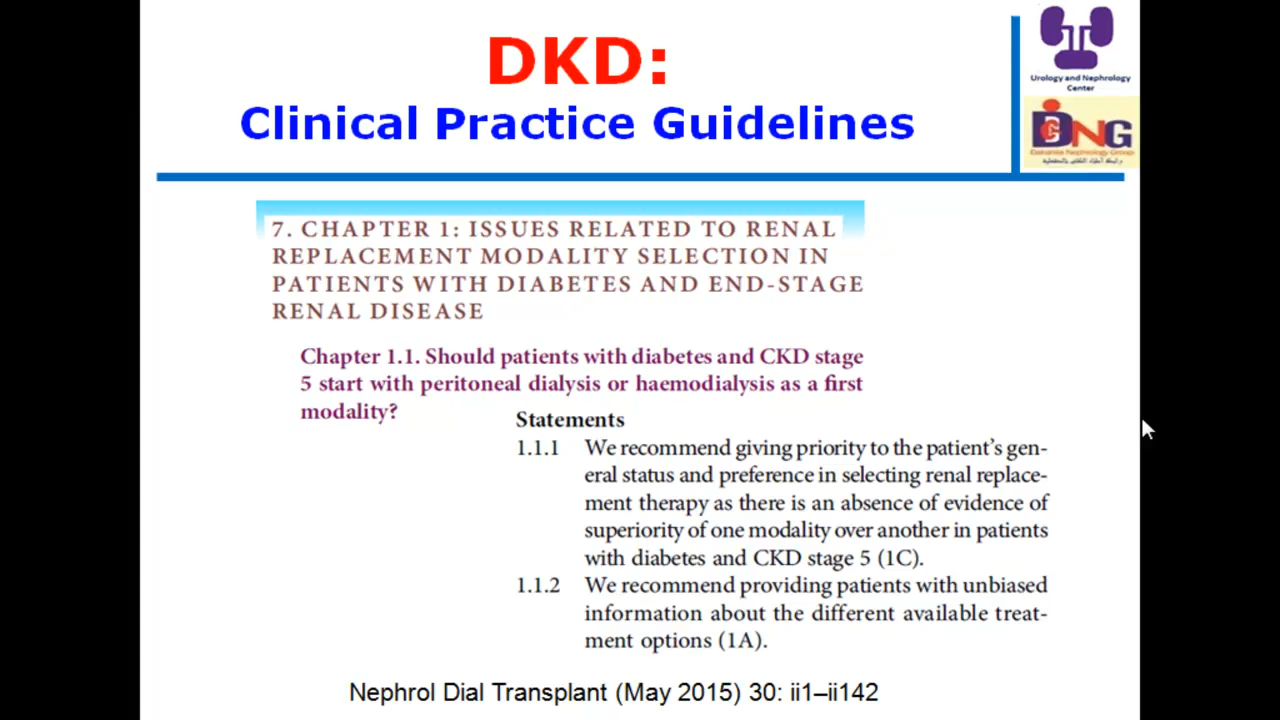 DKD:
Clinical Practice Guidelines
Urology and Nephrology
Center
DNG
7. CHAPTER 1: ISSUES RELATED TO RENAL
REPLACEMENT MODALITY SELECTION IN
PATIENTS WITH DIABETES AND END-STAGE
RENAL DISEASE
Chapter 1.1. Should patients with diabetes and CKD stage
5 start with peritoneal dialysis or haemodialysis as a first
modality?
Statements
1.1.1 We recommend giving priority to the patient’s gen-
eral status and preference in selecting renal replace-
ment therapy as there is an absence of evidence of
superiority of one modality over another in patients
with diabetes and CKD stage 5 (1C).
1.1.2 We recommend providing patients with unbiased
information about the different available treat-
ment options (1A).
Nephrol Dial Transplant (May 2015) 30: ii1–ii142